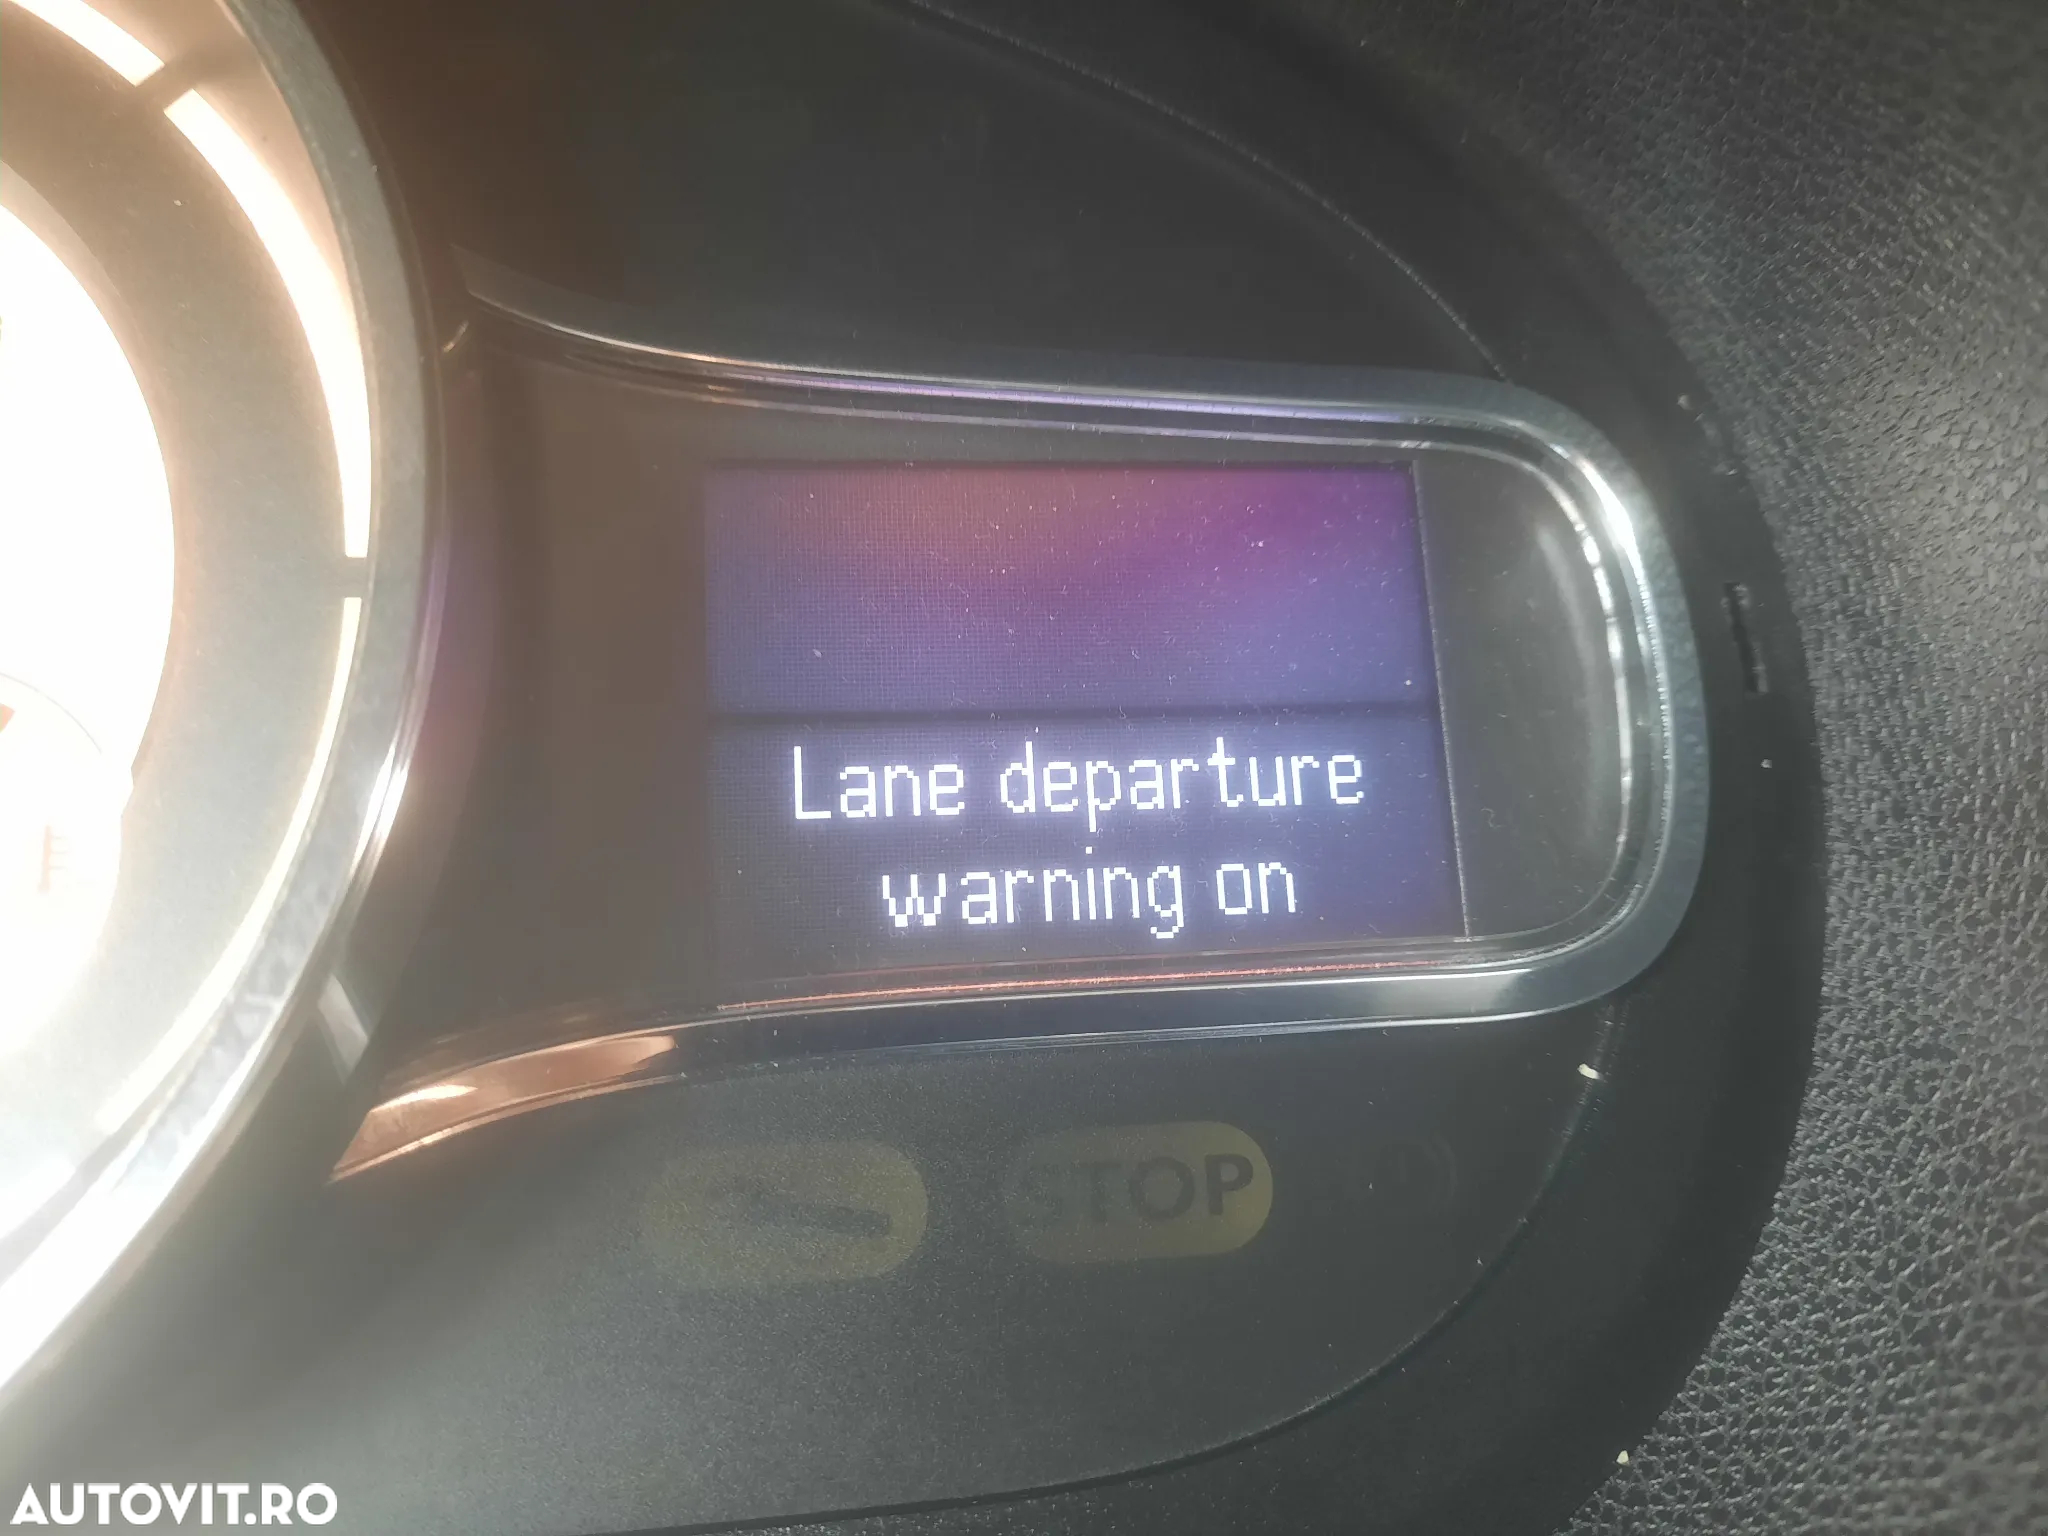 Lane departure
warning on
STOP
AUTOVIT.RO